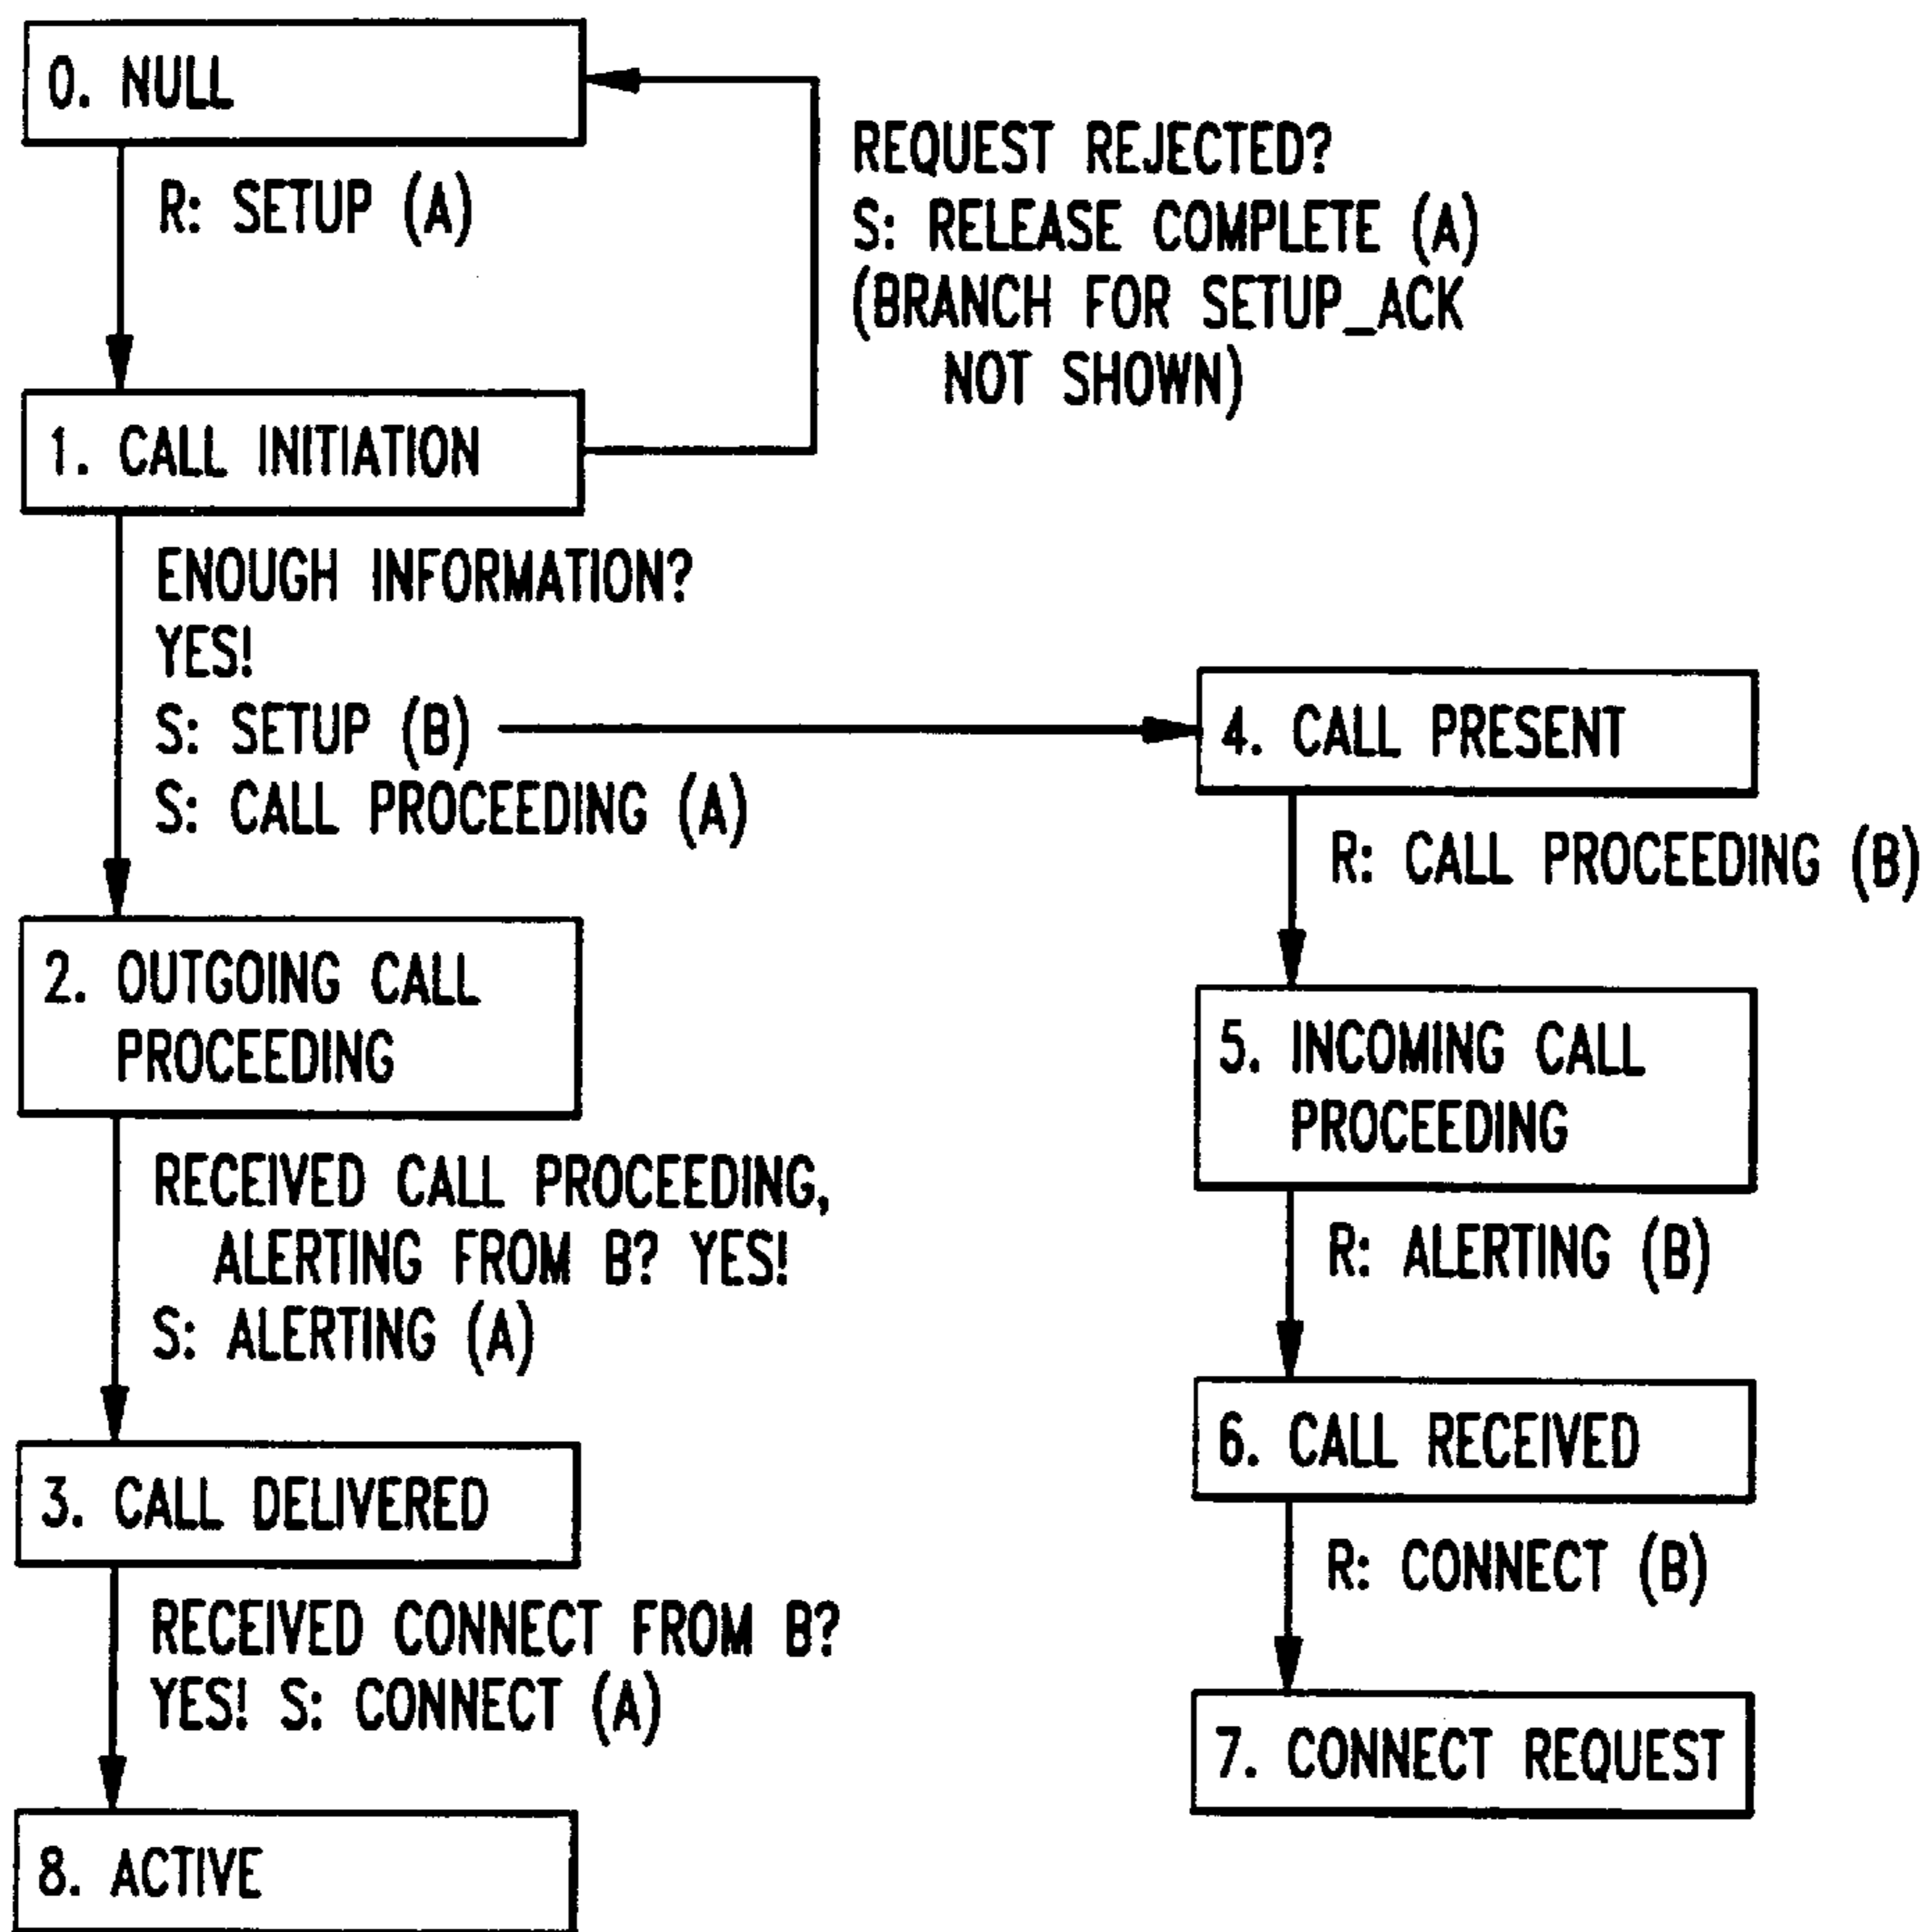 0. NULL
R: SETUP (A)
REQUEST REJECTED?
S: RELEASE COMPLETE (A)
(BRANCH FOR SETUP_ACK
NOT SHOWN)
1. CALL INITIATION
ENOUGH INFORMATION?
YES!
S: SETUP (B)
S: CALL PROCEEDING (A)
2. OUTGOING CALL
PROCEEDING
RECEIVED CALL PROCEEDING,
ALERTING FROM B? YES!
S: ALERTING (A)
3. CALL DELIVERED
RECEIVED CONNECT FROM B?
YES! S: CONNECT (A)
8. ACTIVE
4. CALL PRESENT
R: CALL PROCEEDING (B)
5. INCOMING CALL
PROCEEDING
R: ALERTING (B)
6. CALL RECEIVED
R: CONNECT (B)
7. CONNECT REQUEST